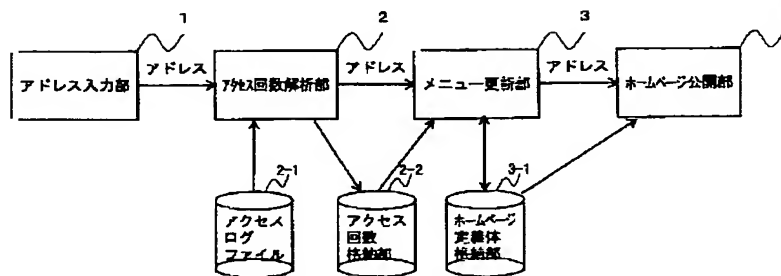 1
2
3
アドレス入力部
アドレス
アクセス回数解析部
アドレス
メニュー更新部
アドレス
ホームページ公開部
2-1
2-2
3-1
アクセス
ログ
ファイル
アクセス
回数
格納部
ホームページ
定義体
格納部